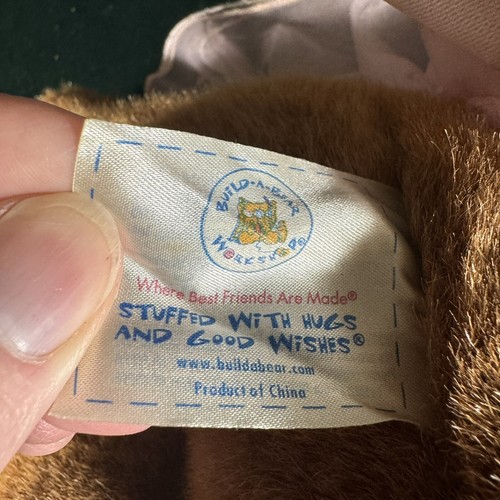 BUILD-A-BEAR
WORKSHOP®
Where Best Friends Are Made®
STUFFED WITH HUGS
AND GOOD WISHES®
www.buildabear.com
Product of China